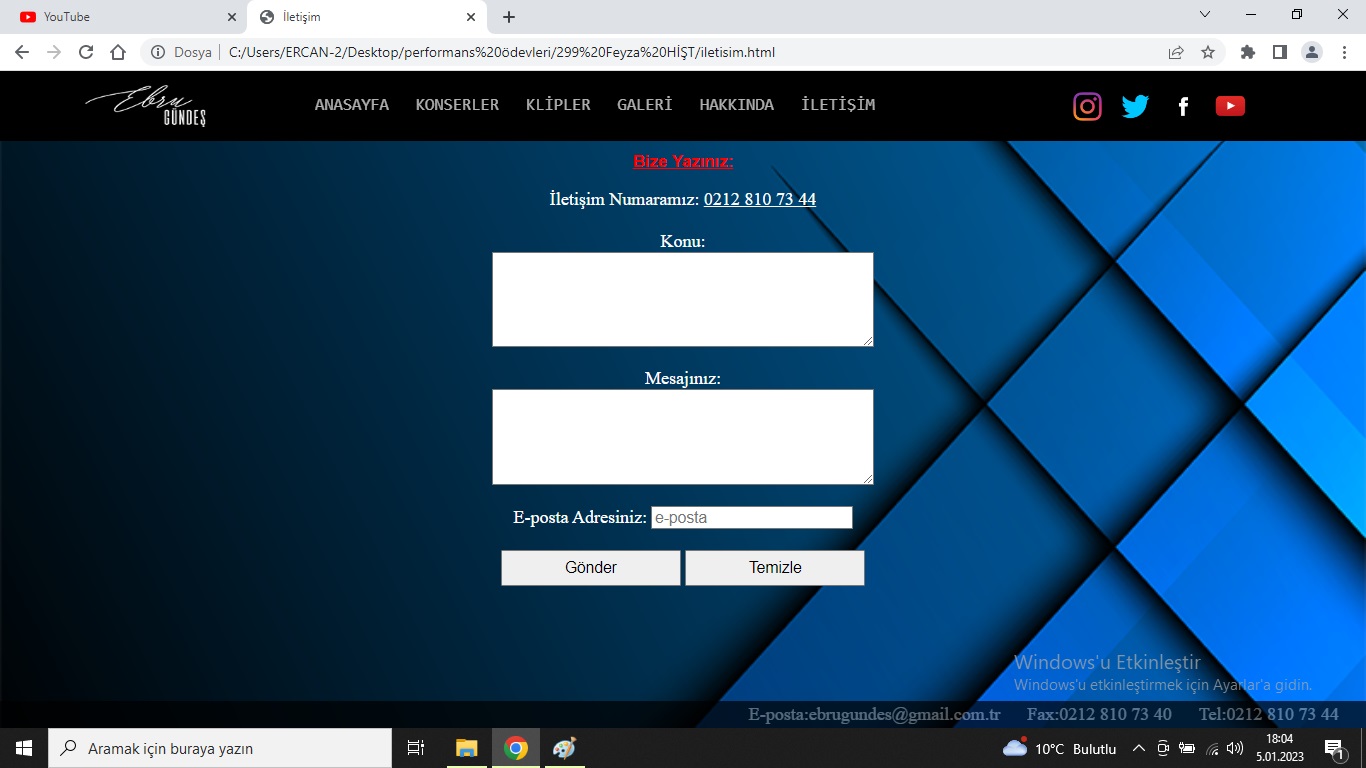 YouTube
İletişim
Dosya
C:/Users/ERCAN-2/Desktop/performans%20ödevleri/299%20Feyza%20HİŞT/iletisim.html
Ebru
GÜNDEŞ
ANASAYFA KONSERLER KLİPLER GALERİ HAKKINDA İLETİŞİM
Bize Yazınız:
İletişim Numaramız: 0212 810 73 44
Konu:
Mesajınız:
E-posta Adresiniz: e-posta
Gönder Temizle
Windows'u Etkinleştir
Windows'u etkinleştirmek için Ayarlar'a gidin.
E-posta:ebrugundes@gmail.com.tr Fax:0212 810 73 40 Tel:0212 810 73 44
Aramak için buraya yazın
10°C Bulutlu
18:04
5.01.2023
1